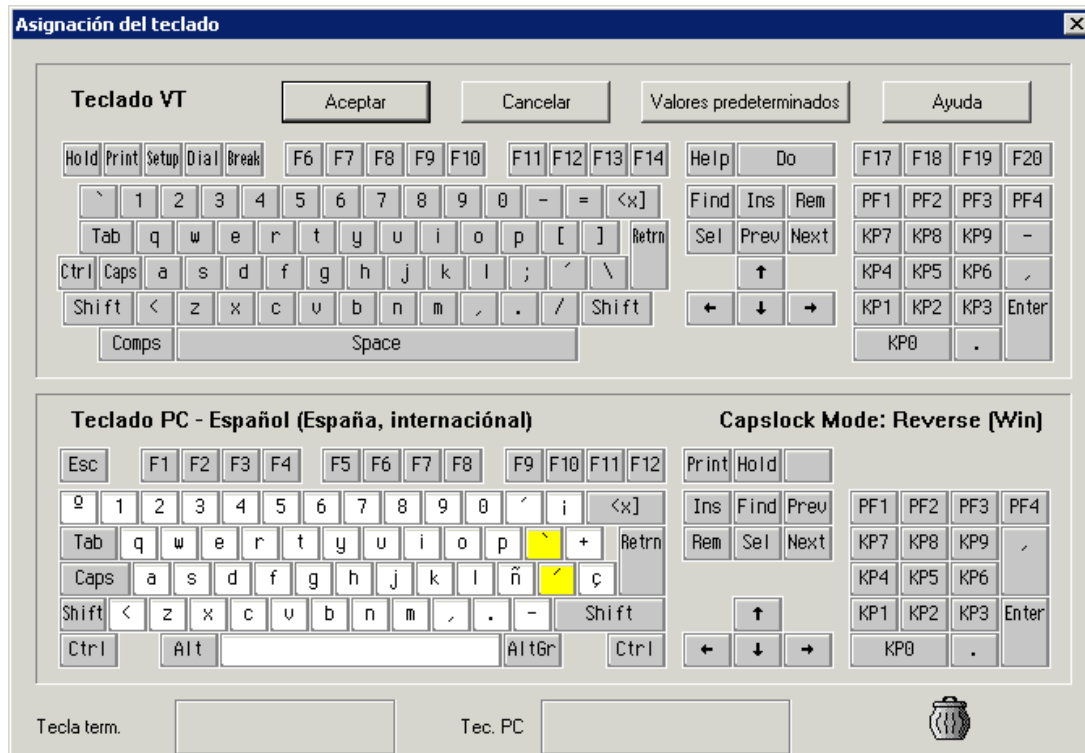 Asignación del teclado
Teclado VT Aceptar Cancelar Valores predeterminados Ayuda
Hold Print Setup Dial Break F6 F7 F8 F9 F10 F11 F12 F13 F14 Help Do F17 F18 F19 F20
` 1 2 3 4 5 6 7 8 9 0 - = <x] Find Ins Rem PF1 PF2 PF3 PF4
Tab q w e r t y u i o p [ ] Retrn Sel Prev Next KP7 KP8 KP9 -
Ctrl Caps a s d f g h j k l ; ´ \ ↑ KP4 KP5 KP6 ,
Shift < z x c v b n m , . / Shift ← ↓ → KP1 KP2 KP3 Enter
Comps Space KP0 .
Teclado PC - Español (España, internaciónal) Capslock Mode: Reverse (Win)
Esc F1 F2 F3 F4 F5 F6 F7 F8 F9 F10 F11 F12 Print Hold
º 1 2 3 4 5 6 7 8 9 0 ´ ¡ <x] Ins Find Prev PF1 PF2 PF3 PF4
Tab q w e r t y u i o p ` + Retrn Rem Sel Next KP7 KP8 KP9 ,
Caps a s d f g h j k l ñ ´ ç KP4 KP5 KP6
Shift < z x c v b n m , . - Shift ↑ KP1 KP2 KP3 Enter
Ctrl Alt AltGr Ctrl ← ↓ → KP0 .
Tecla term. Tec. PC